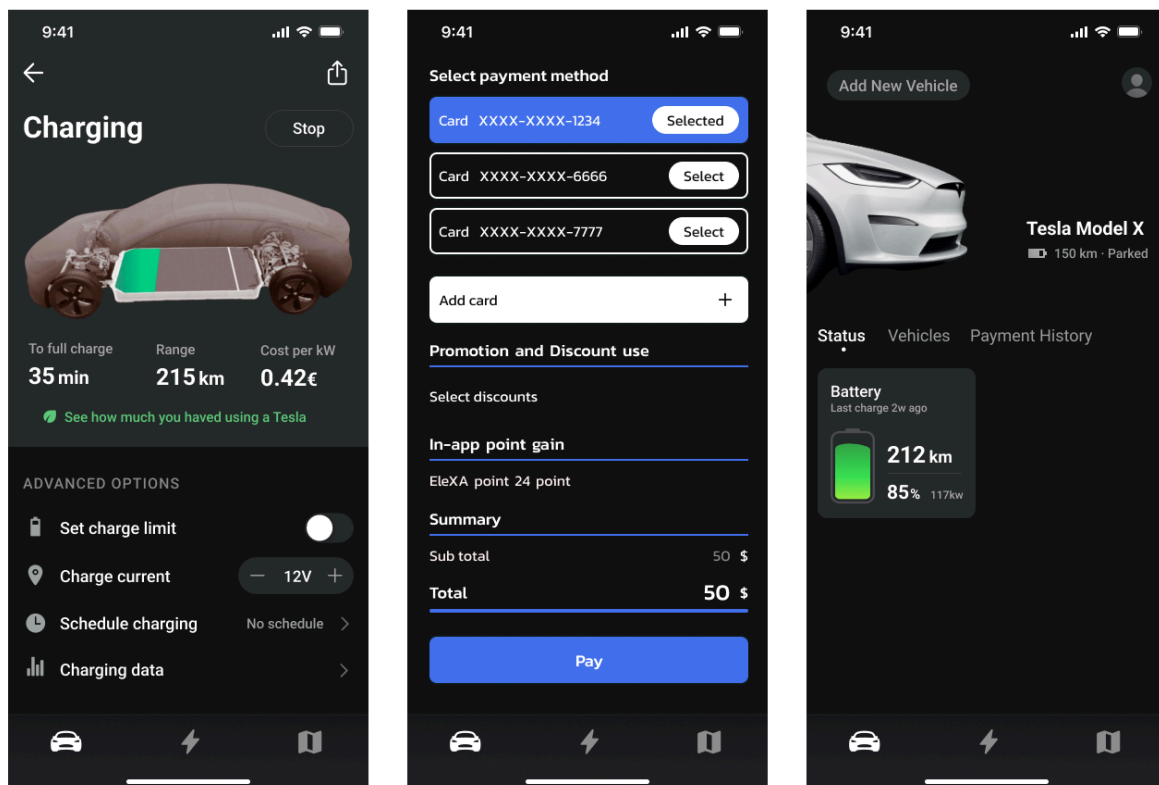 9:41
Charging
Stop
To full charge
Range
Cost per kW
35 min
215 km
0.42€
See how much you haved using a Tesla
ADVANCED OPTIONS
Set charge limit
Charge current
— 12V +
Schedule charging
No schedule
Charging data
9:41
Select payment method
Card XXXX-XXXX-1234
Selected
Card XXXX-XXXX-6666
Select
Card XXXX-XXXX-7777
Select
Add card +
Promotion and Discount use
Select discounts
In-app point gain
EleXA point 24 point
Summary
Sub total 50 $
Total 50 $
Pay
9:41
Add New Vehicle
Tesla Model X
150 km · Parked
Status
Vehicles
Payment History
Battery
Last charge 2w ago
212 km
85% 117kw